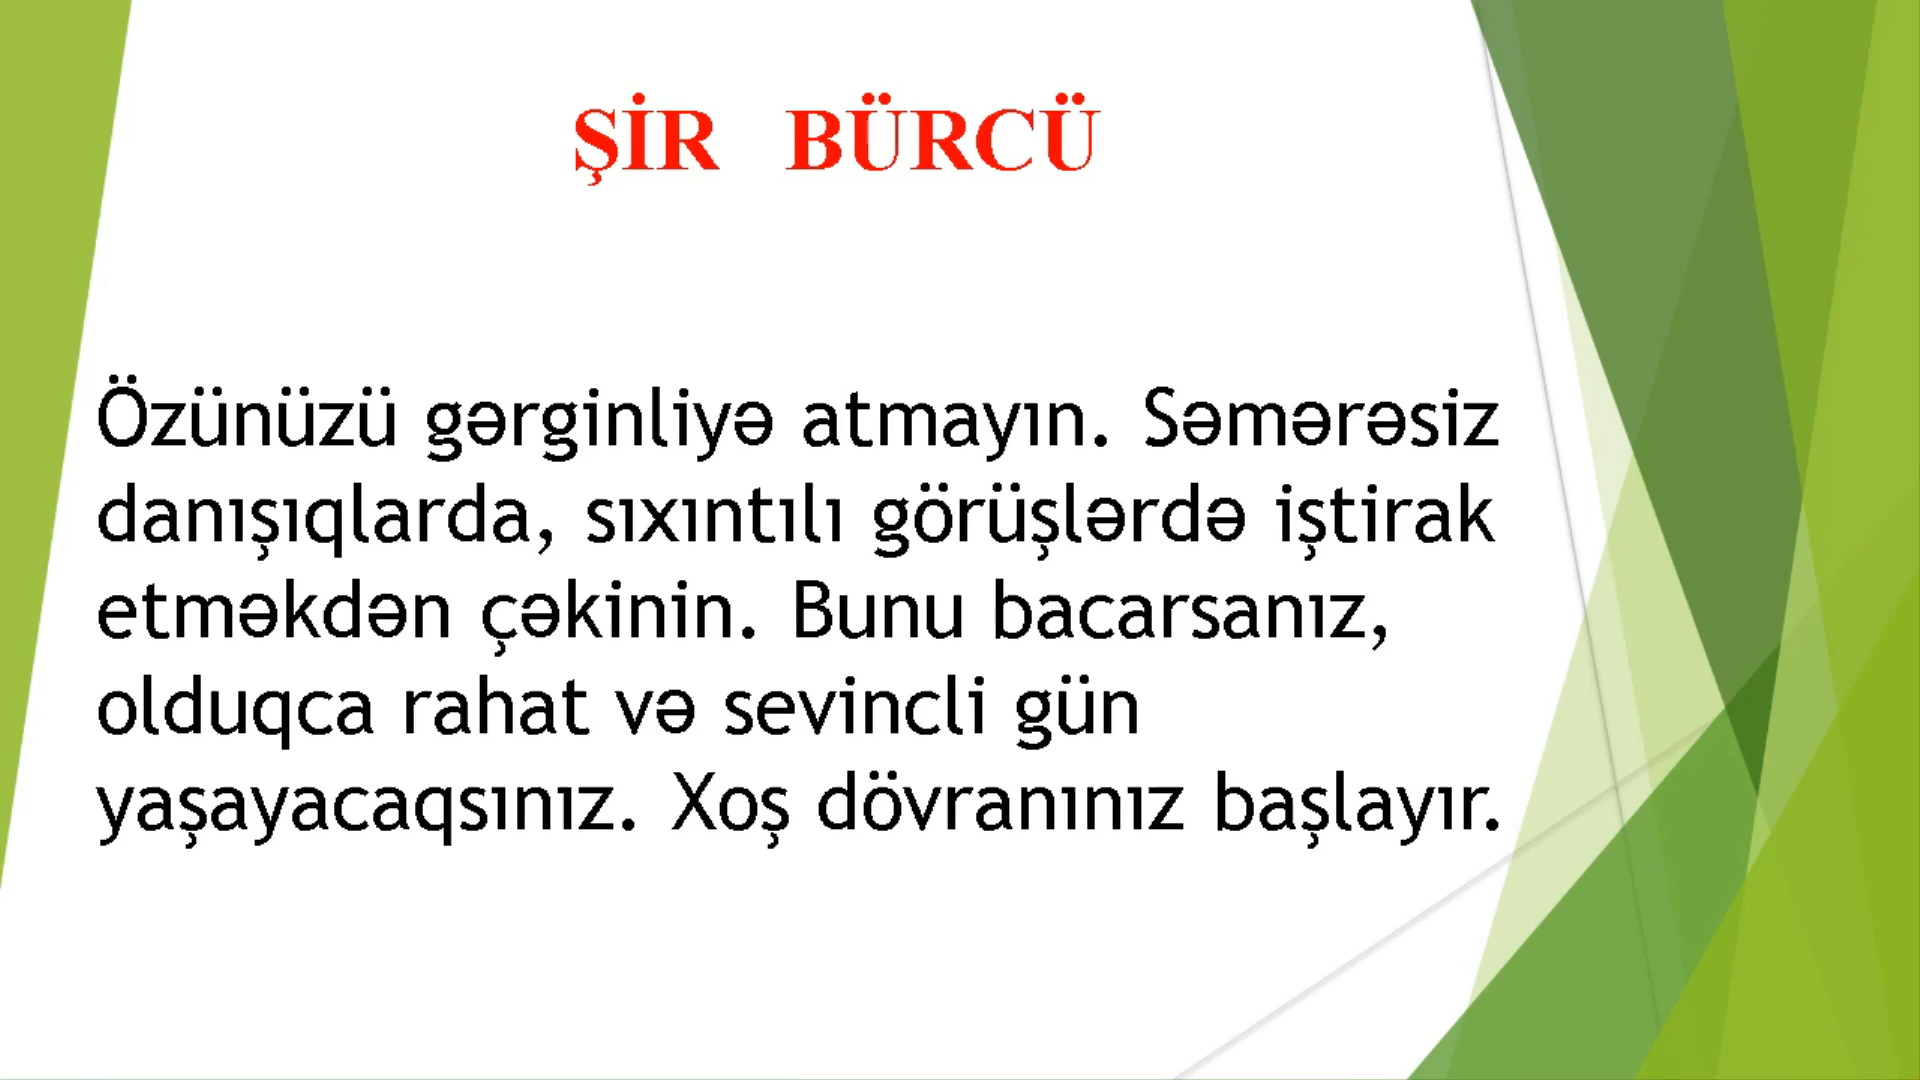 ŞİR BÜRCÜ
Özünüzü gərginliyə atmayın. Səmərəsiz
danışıqlarda, sıxıntılı görüşlərdə iştirak
etməkdən çəkinin. Bunu bacarsanız,
olduqca rahat və sevincli gün
yaşayacaqsınız. Xoş dövranınız başlayır.